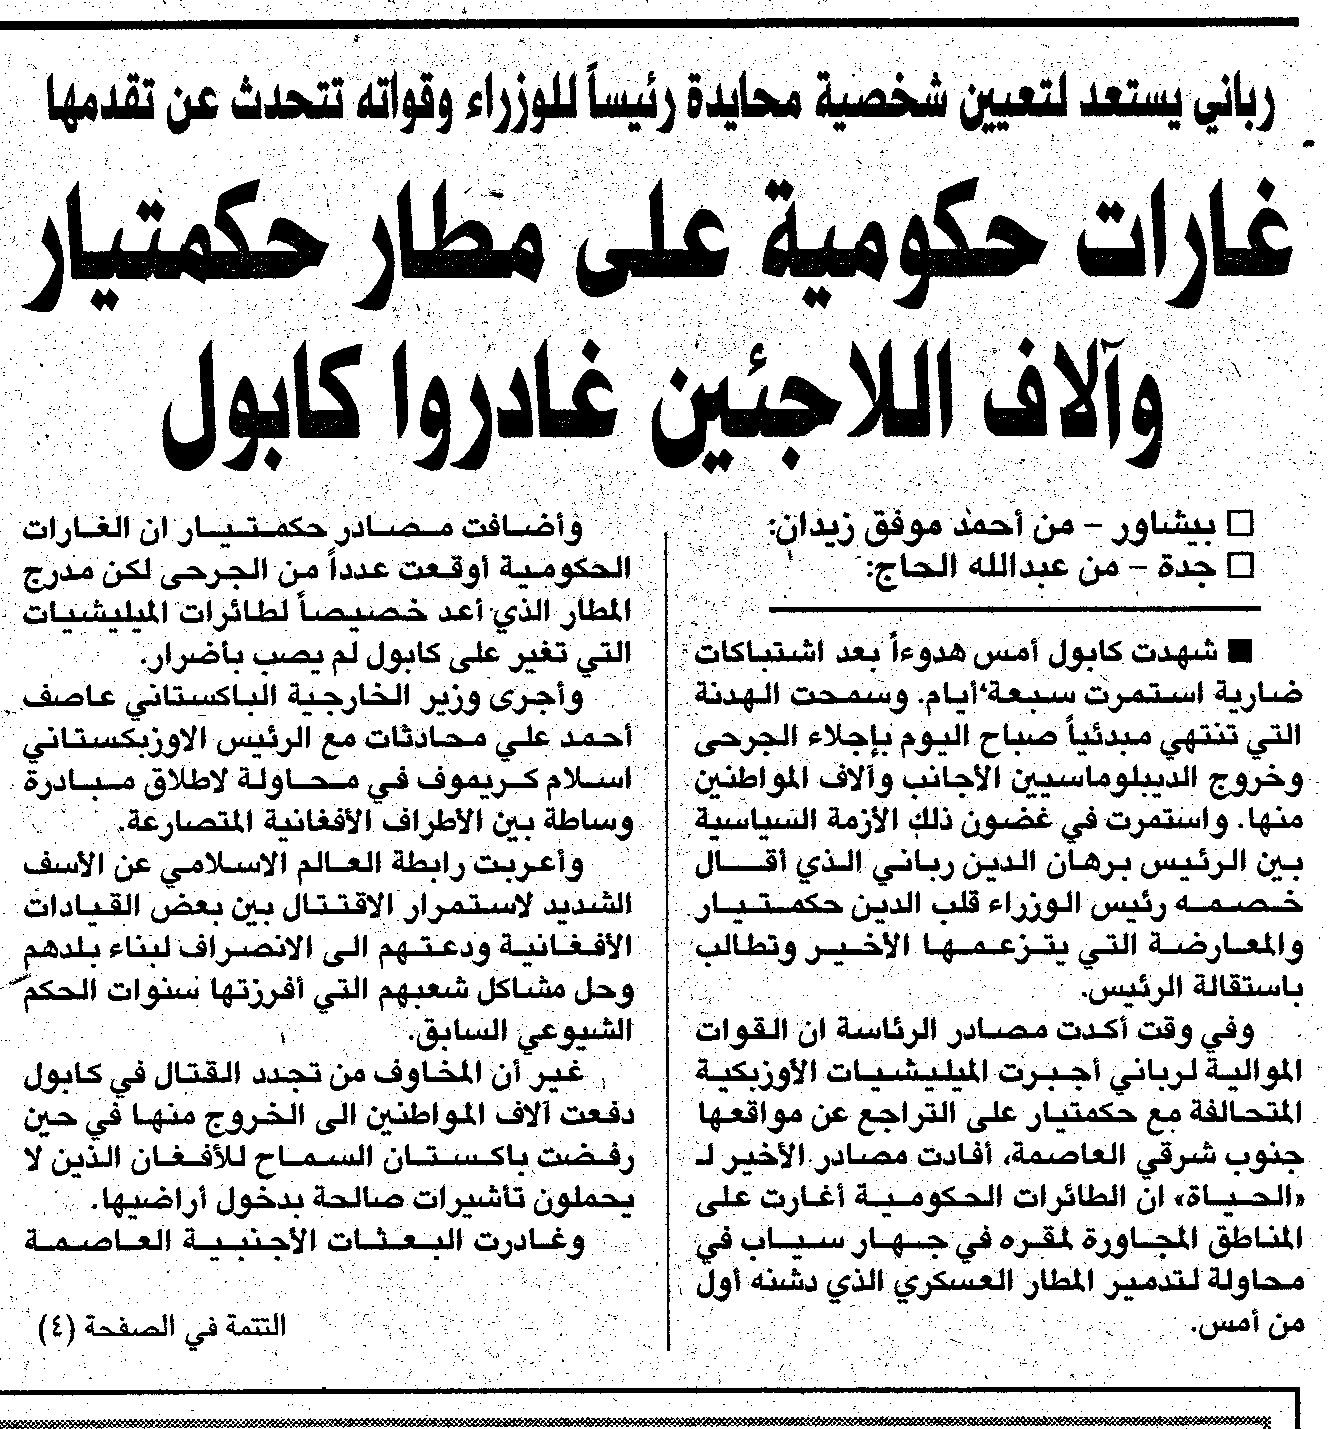 رباني يستعد لتعيين شخصية محايدة رئيساً للوزراء وقواته تتحدث عن تقدمها
غارات حكومية على مطار حكمتيار
وآلاف اللاجئين غادروا كابول
□ بيشاور – من أحمد موفق زيدان:
□ جدة – من عبدالله الحاج:
■ شهدت كابول أمس هدوءاً بعد اشتباكات
ضارية استمرت سبعة أيام. وسمحت الهدنة
التي تنتهي مبدئياً صباح اليوم بإجلاء الجرحى
وخروج الديبلوماسيين الأجانب وآلاف المواطنين
منها. واستمرت في غضون ذلك الأزمة السياسية
بين الرئيس برهان الدين رباني الذي أقال
خصمه رئيس الوزراء قلب الدين حكمتيار
والمعارضة التي يتزعمها الأخير وتطالب
باستقالة الرئيس.
وفي وقت أكدت مصادر الرئاسة ان القوات
الموالية لرباني أجبرت الميليشيات الأوزبكية
المتحالفة مع حكمتيار على التراجع عن مواقعها
جنوب شرقي العاصمة، أفادت مصادر الأخير لـ
«الحياة» ان الطائرات الحكومية أغارت على
المناطق المجاورة لمقره في جهار سياب في
محاولة لتدمير المطار العسكري الذي دشنه أول
من أمس.
وأضافت مصادر حكمتيار ان الغارات
الحكومية أوقعت عدداً من الجرحى لكن مدرج
المطار الذي أعد خصيصاً لطائرات الميليشيات
التي تغير على كابول لم يصب بأضرار.
وأجرى وزير الخارجية الباكستاني عاصف
أحمد علي محادثات مع الرئيس الاوزبكستاني
اسلام كريموف في محاولة لاطلاق مبادرة
وساطة بين الأطراف الأفغانية المتصارعة.
وأعربت رابطة العالم الاسلامي عن الأسف
الشديد لاستمرار الاقتتال بين بعض القيادات
الأفغانية ودعتهم الى الانصراف لبناء بلدهم
وحل مشاكل شعبهم التي أفرزتها سنوات الحكم
الشيوعي السابق.
غير أن المخاوف من تجدد القتال في كابول
دفعت آلاف المواطنين الى الخروج منها في حين
رفضت باكستان السماح للأفغان الذين لا
يحملون تأشيرات صالحة بدخول أراضيها.
وغادرت البعثات الأجنبية العاصمة
التتمة في الصفحة (٤)